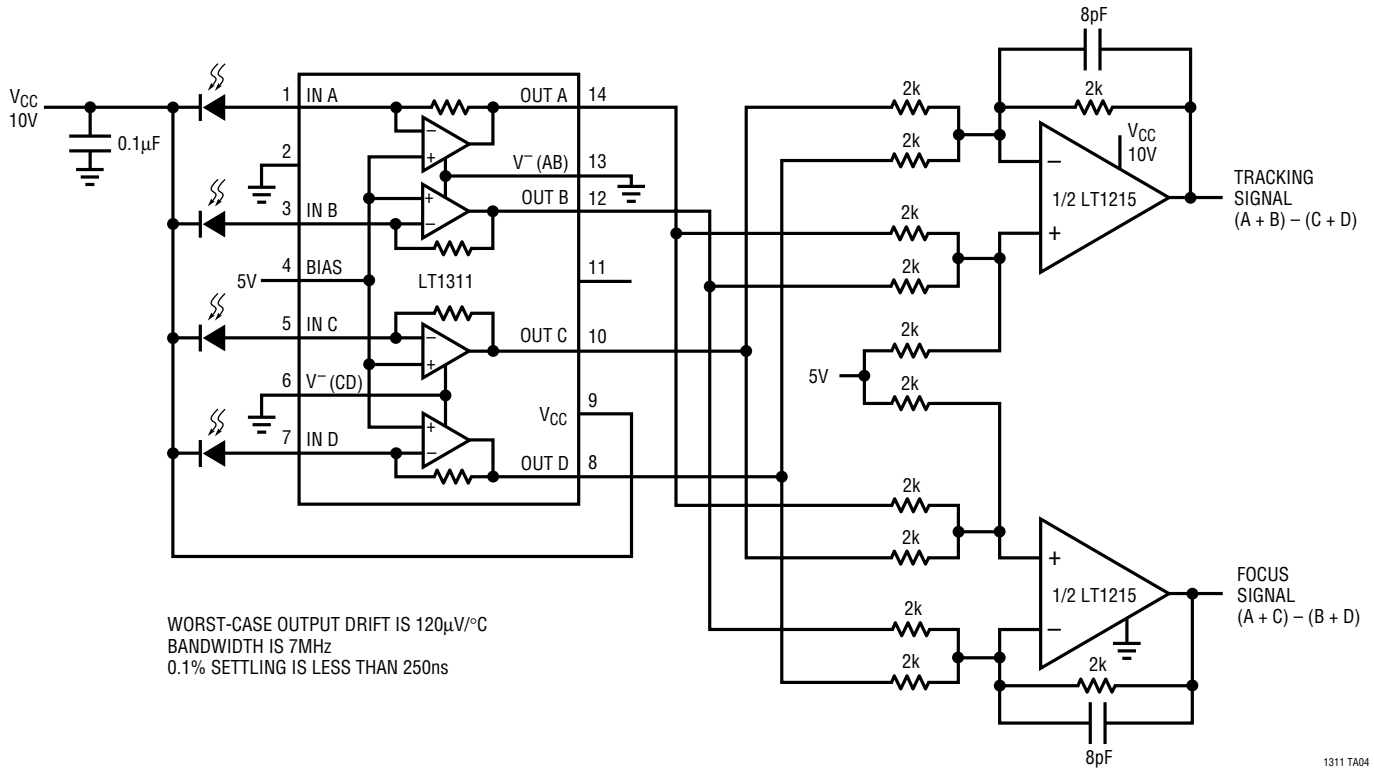 V_CC
10V
0.1µF
1 IN A
OUT A 14
2
V⁻ (AB) 13
3 IN B
OUT B 12
4 BIAS
5V
LT1311
11
5 IN C
OUT C 10
6 V⁻ (CD)
V_CC 9
7 IN D
OUT D 8
WORST-CASE OUTPUT DRIFT IS 120µV/°C
BANDWIDTH IS 7MHz
0.1% SETTLING IS LESS THAN 250ns
8pF
2k
2k
2k
V_CC
10V
–
1/2 LT1215
+
TRACKING
SIGNAL
(A + B) – (C + D)
2k
2k
2k
5V
2k
2k
2k
+
1/2 LT1215
–
FOCUS
SIGNAL
(A + C) – (B + D)
2k
2k
2k
8pF
1311 TA04